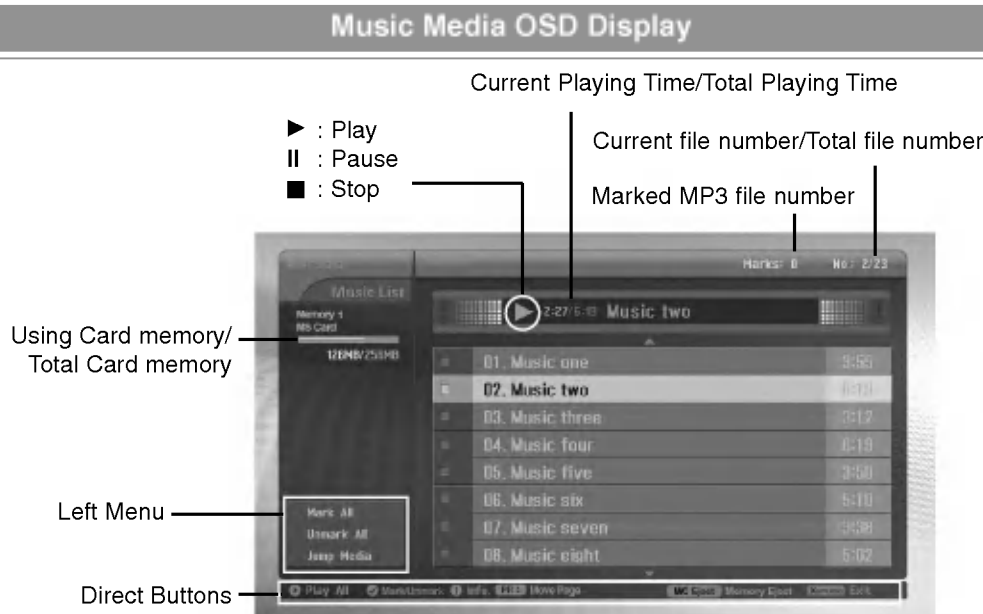 Music Media OSD Display
Current Playing Time/Total Playing Time
▶ : Play
II : Pause
■ : Stop
Current file number/Total file number
Marked MP3 file number
Marks: 0 No.: 2/23
Music List
Memory 1
MS Card
128MB/256MB
2:27/6:19 Music two
Using Card memory/
Total Card memory
01. Music one 3:55
02. Music two 6:19
03. Music three 3:12
04. Music four 6:19
05. Music five 3:50
06. Music six 5:10
07. Music seven 3:38
08. Music eight 5:02
Left Menu
Mark All
Unmark All
Jump Media
Direct Buttons
Play All Mark/Unmark Info. Move Page MC Eject Memory Eject Exit